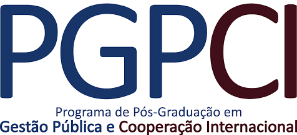 PGPCI
Programa de Pós-Graduação em
Gestão Pública e Cooperação Internacional